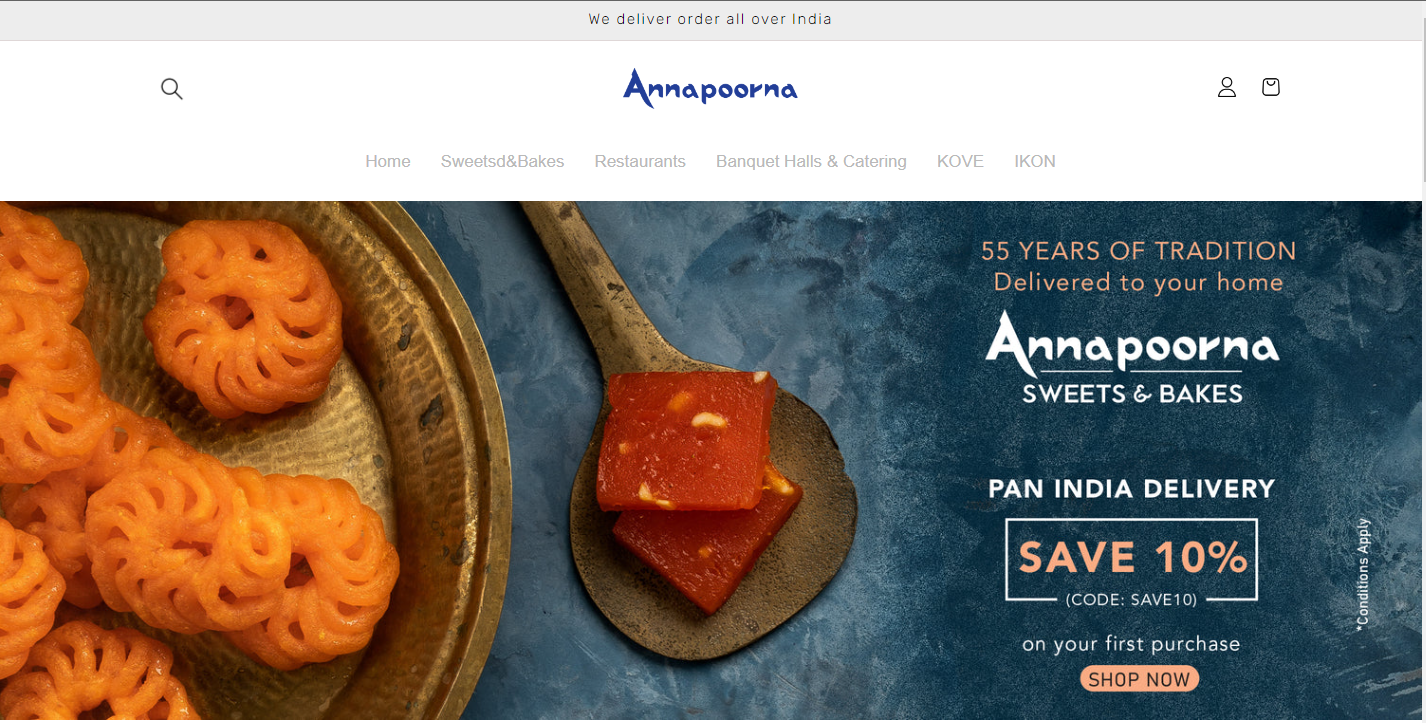 We deliver order all over India
Annapoorna
Home Sweetsd&Bakes Restaurants Banquet Halls & Catering KOVE IKON
55 YEARS OF TRADITION
Delivered to your home
Annapoorna
SWEETS & BAKES
PAN INDIA DELIVERY
SAVE 10%
(CODE: SAVE10)
on your first purchase
SHOP NOW
*Conditions Apply